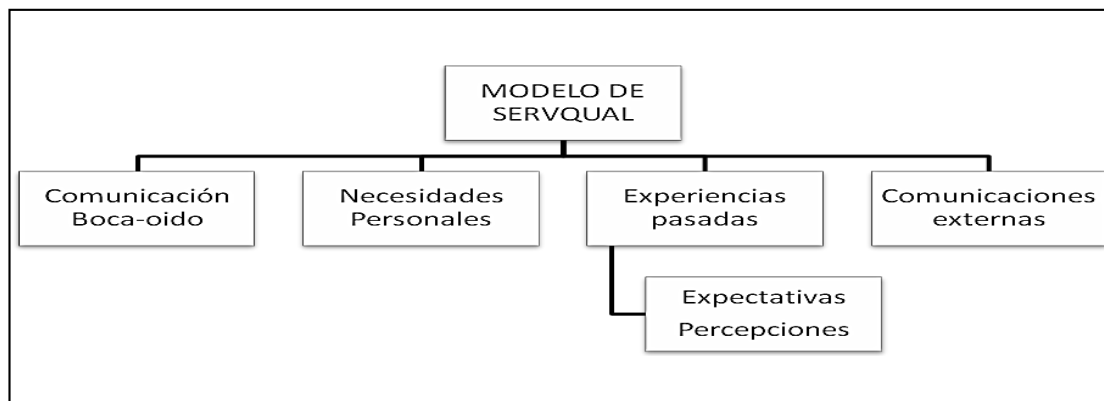 MODELO DE
SERVQUAL
Comunicación
Boca-oido
Necesidades
Personales
Experiencias
pasadas
Comunicaciones
externas
Expectativas
Percepciones